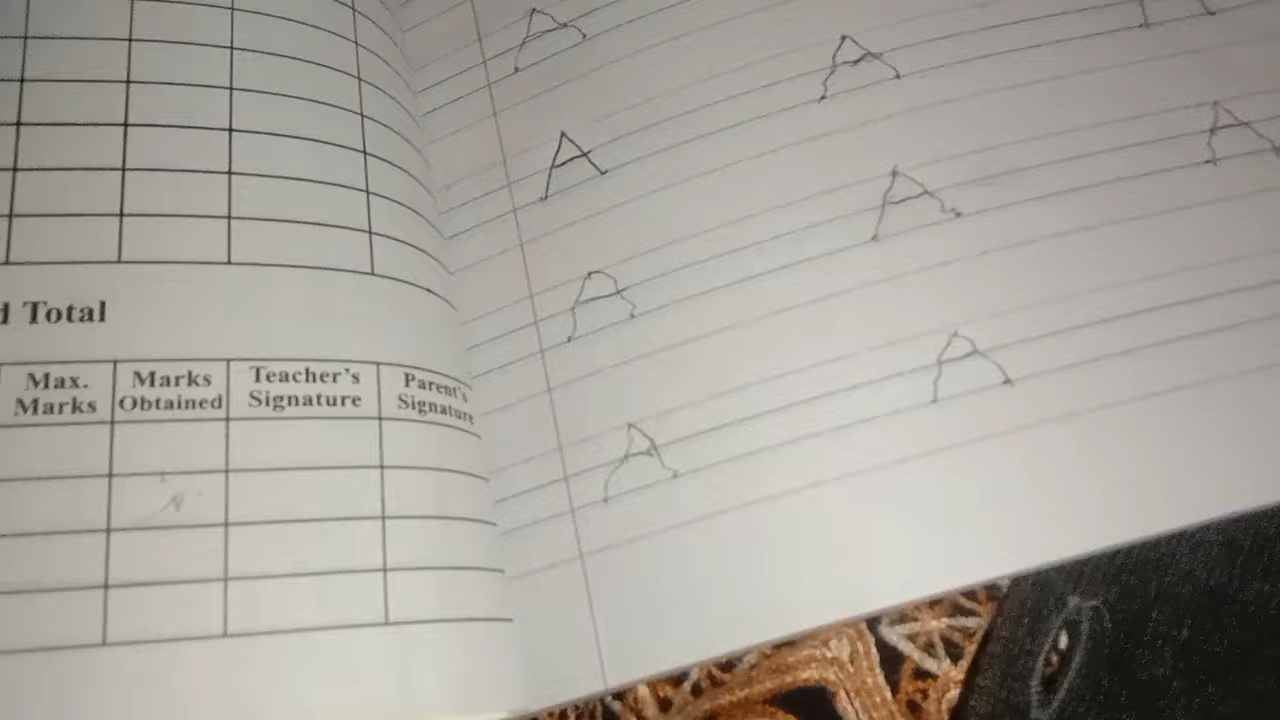 d Total
Max. Marks Marks Obtained Teacher's Signature Parent's Signature
A
A A
A A A
A A
A